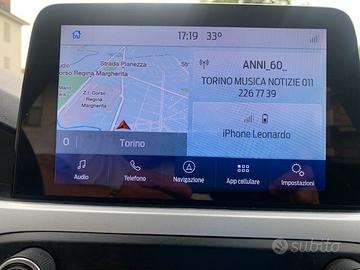 17:19 33°
Strada Pianezza
Corso Regina Margherita
Z.I. Corso
Regina
Margherita
0 Torino
ANNI_60_
TORINO MUSICA NOTIZIE 011
226 77 39
iPhone Leonardo
Audio
Telefono
Navigazione
App cellulare
Impostazioni
subito